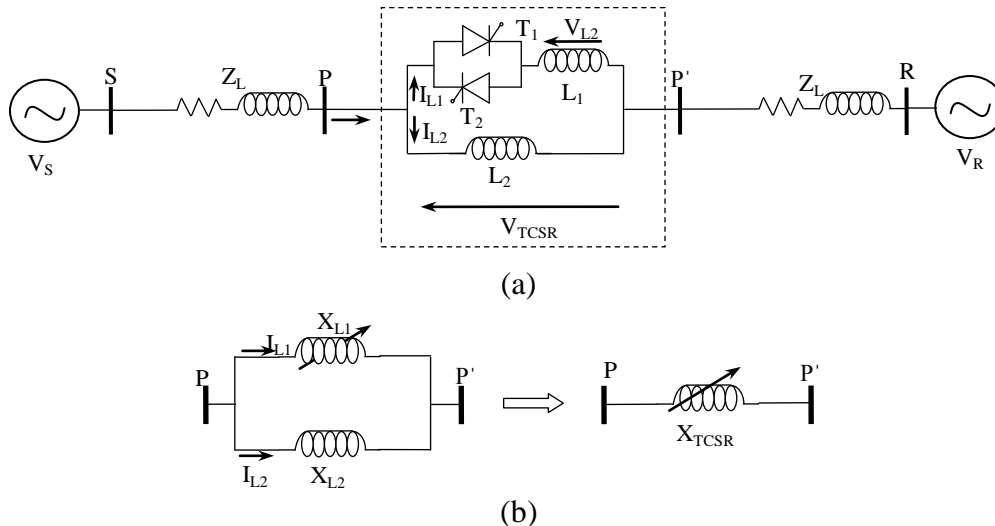 S
Z_L
P
T_1
V_L2
L_1
P'
Z_L
R
I_L1
T_2
I_L2
L_2
V_S
V_R
V_TCSR
(a)
X_L1
I_L1
P
P'
P
P'
X_TCSR
I_L2
X_L2
(b)